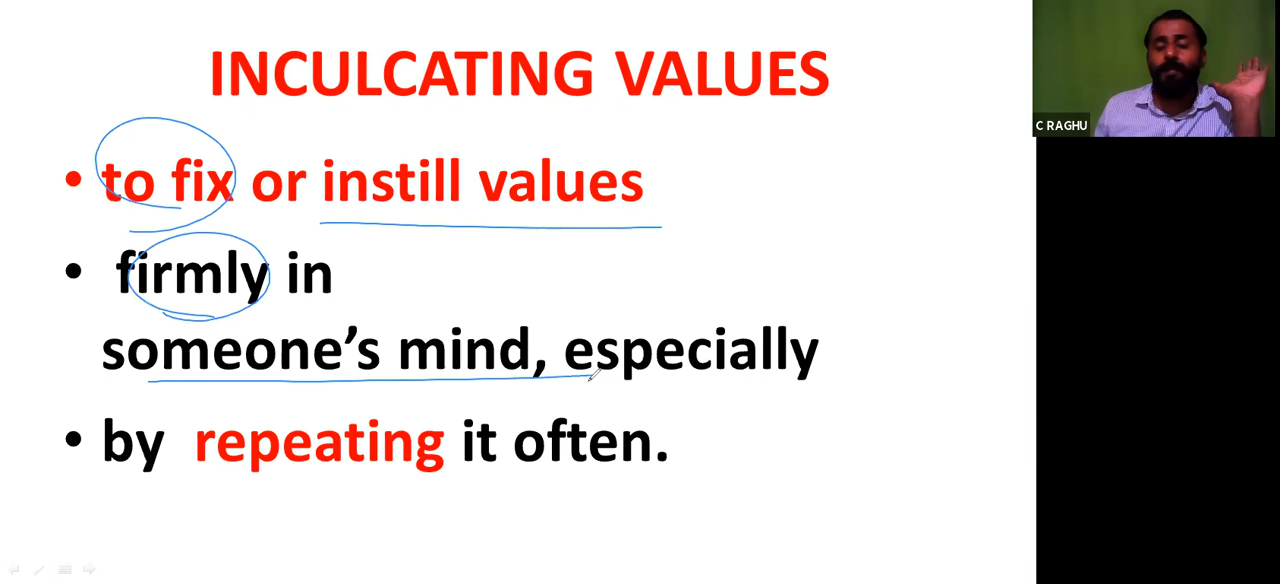 INCULCATING VALUES
• to fix or instill values
• firmly in
someone’s mind, especially
• by repeating it often.
C RAGHU